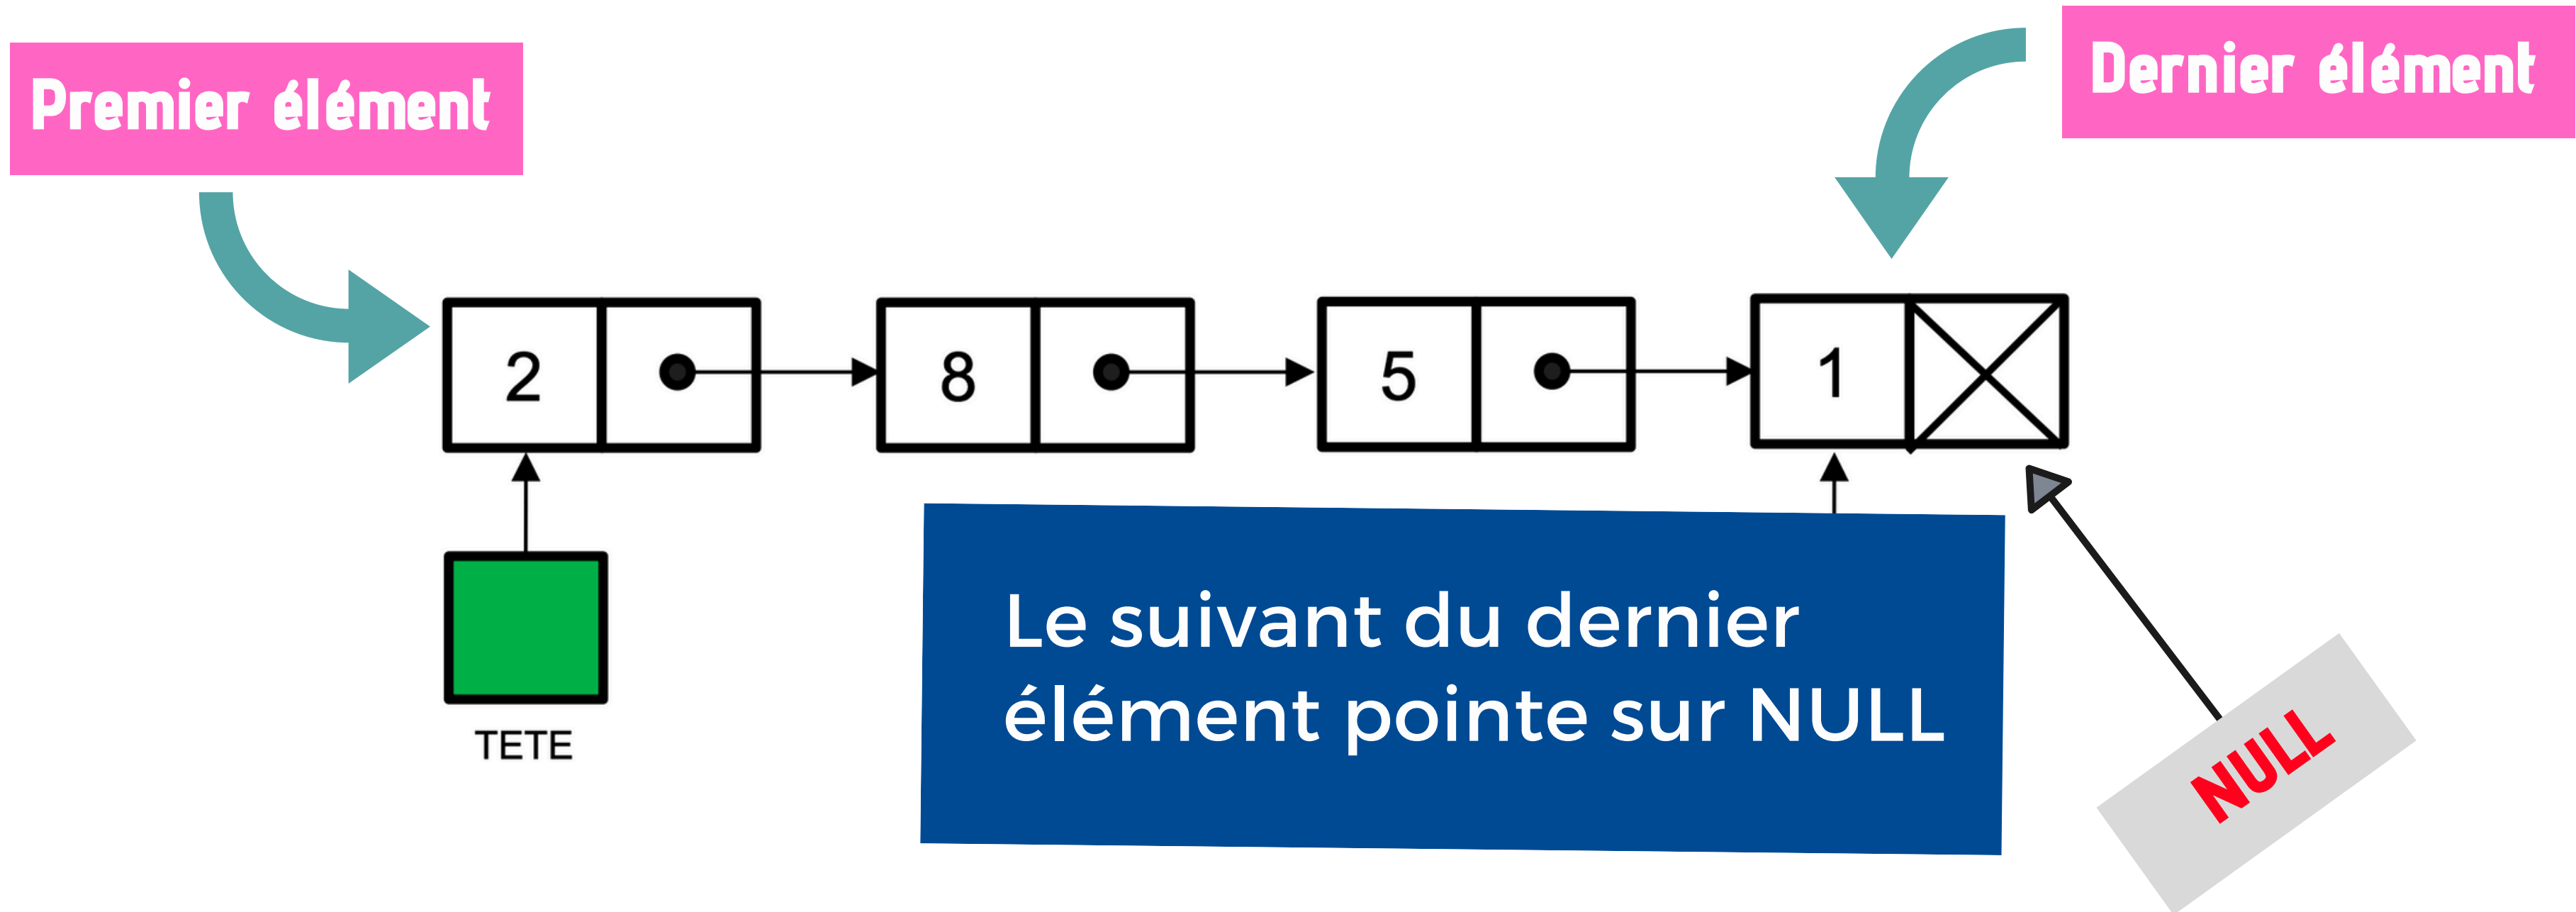 Premier élément
Dernier élément
2
8
5
1
TETE
Le suivant du dernier
élément pointe sur NULL
NULL